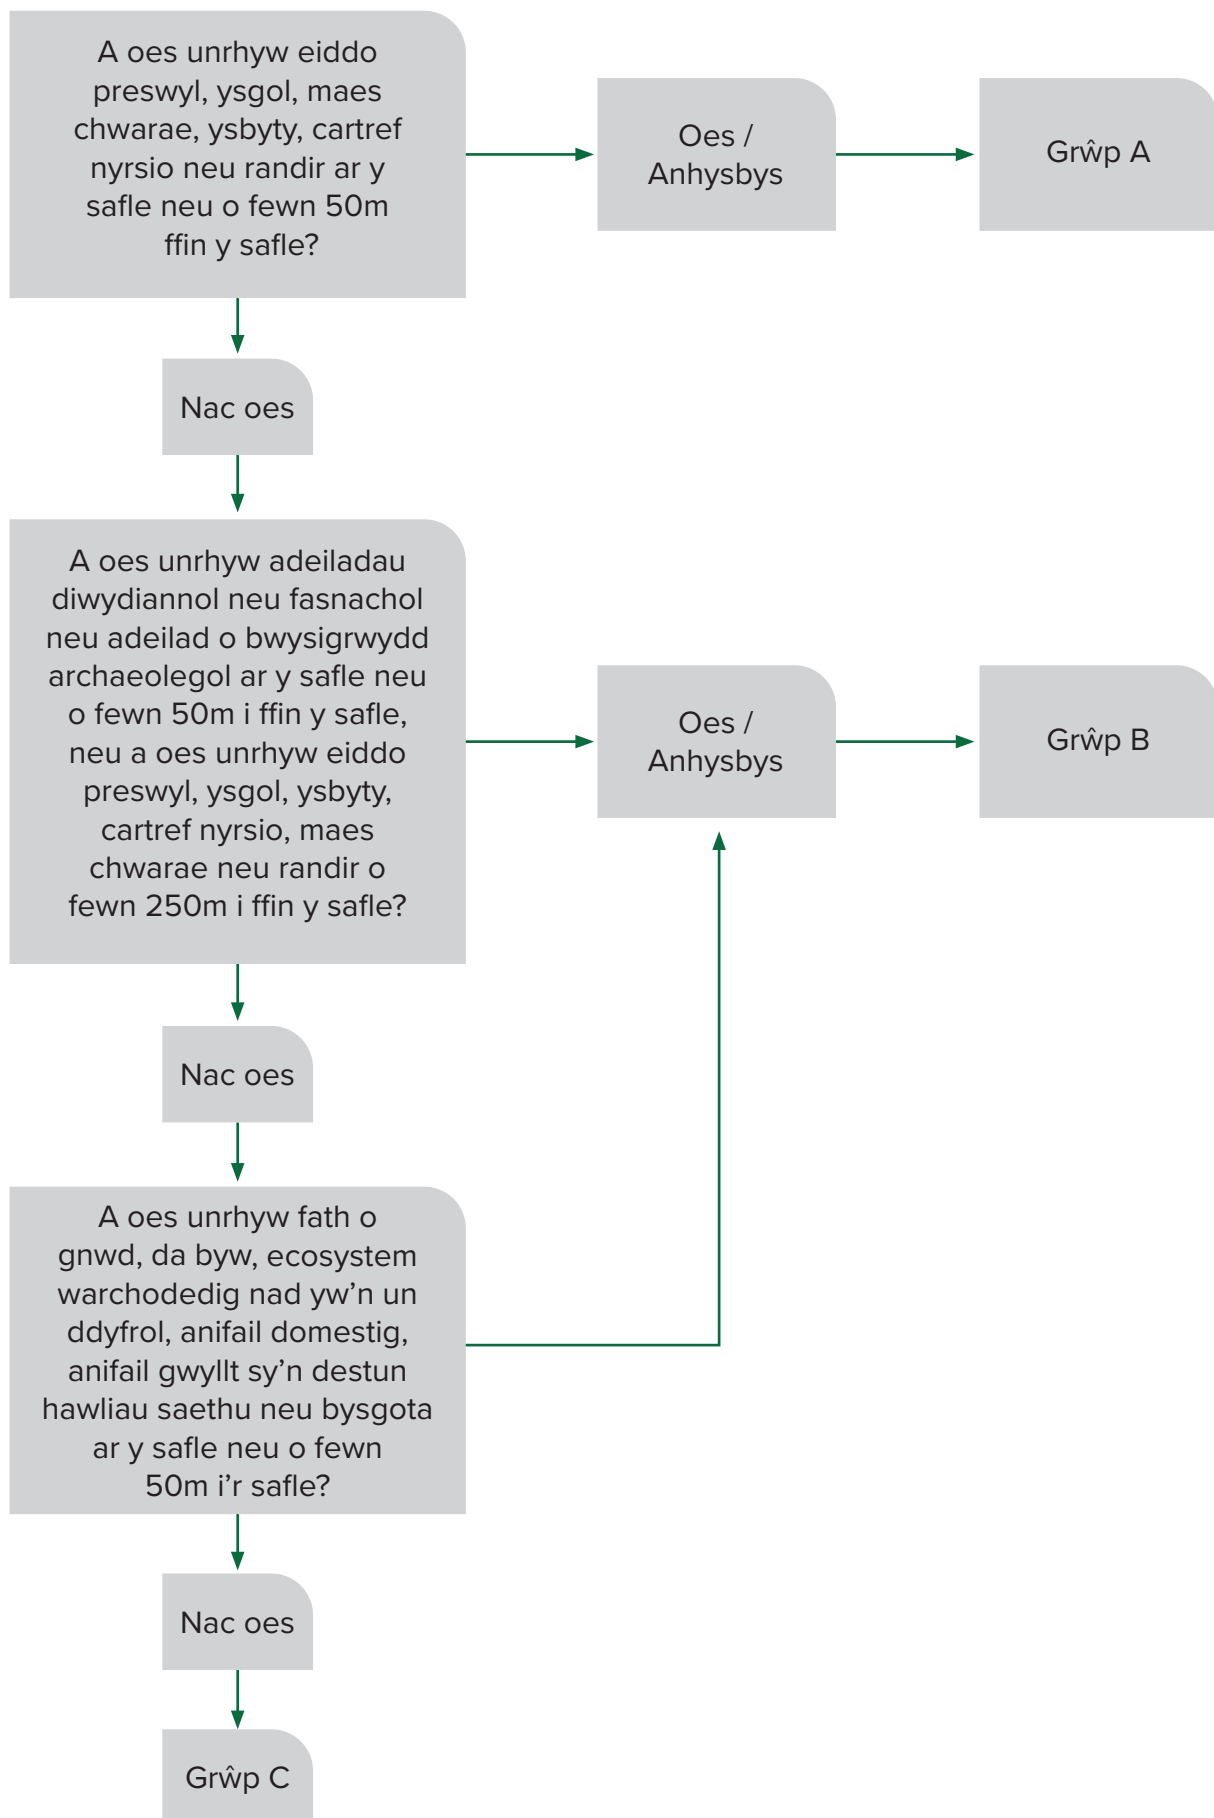 A oes unrhyw eiddo
preswyl, ysgol, maes
chwarae, ysbyty, cartref
nyrsio neu randir ar y
safle neu o fewn 50m
ffin y safle?
Oes /
Anhysbys
Grŵp A
Nac oes
A oes unrhyw adeiladau
diwydiannol neu fasnachol
neu adeilad o bwysigrwydd
archaeolegol ar y safle neu
o fewn 50m i ffin y safle,
neu a oes unrhyw eiddo
preswyl, ysgol, ysbyty,
cartref nyrsio, maes
chwarae neu randir o
fewn 250m i ffin y safle?
Oes /
Anhysbys
Grŵp B
Nac oes
A oes unrhyw fath o
gnwd, da byw, ecosystem
warchodedig nad yw’n un
ddyfrol, anifail domestig,
anifail gwyllt sy’n destun
hawliau saethu neu bysgota
ar y safle neu o fewn
50m i’r safle?
Nac oes
Grŵp C